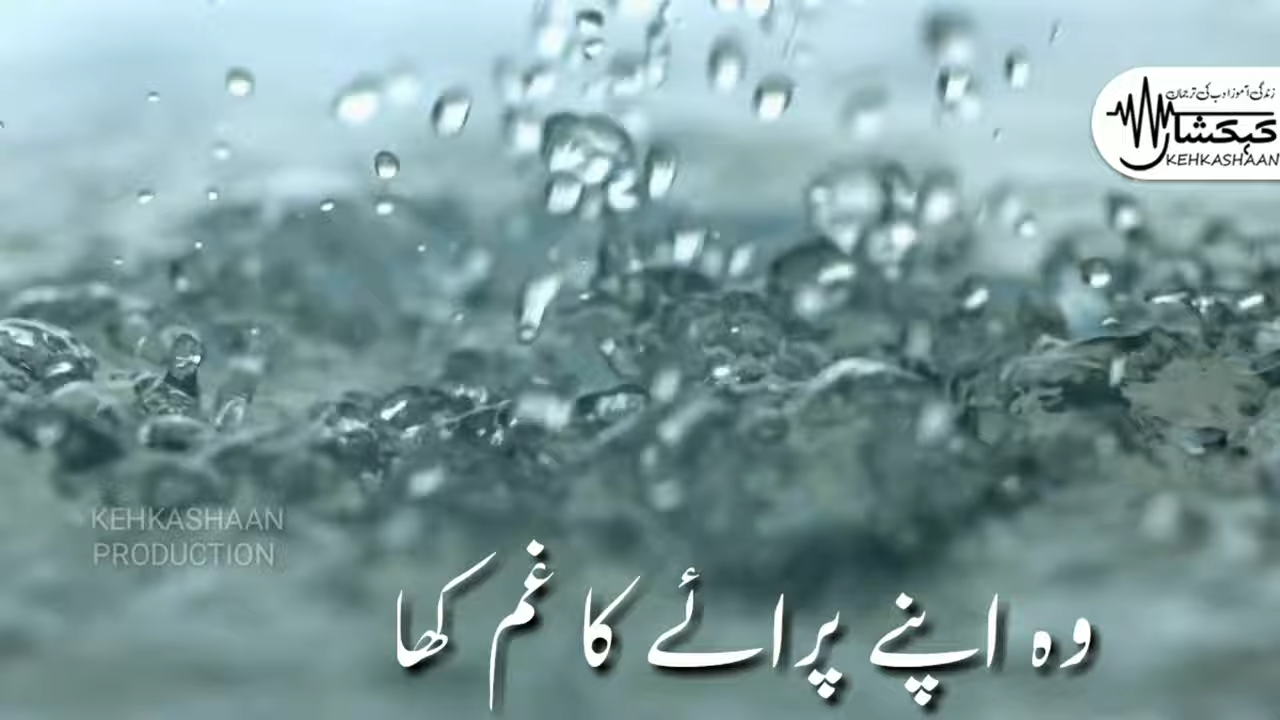 زندگی آموز ادب کی ترجمان
کہکشاں
KEHKASHAAN
KEHKASHAAN
PRODUCTION
وہ اپنے پرائے کا غم کھا